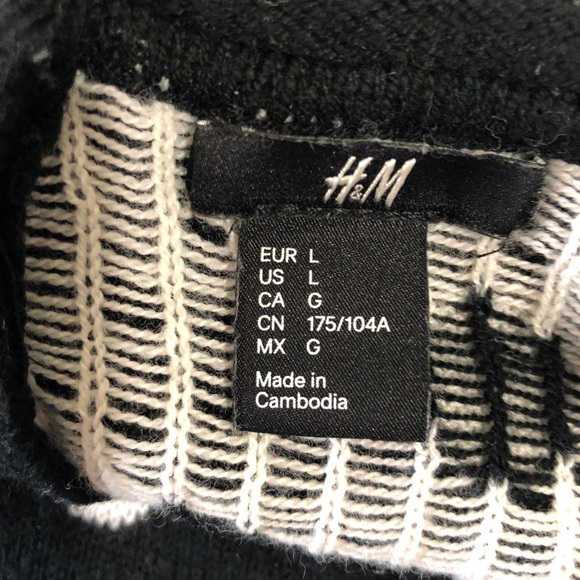 H&M
EUR L
US L
CA G
CN 175/104A
MX G
Made in
Cambodia